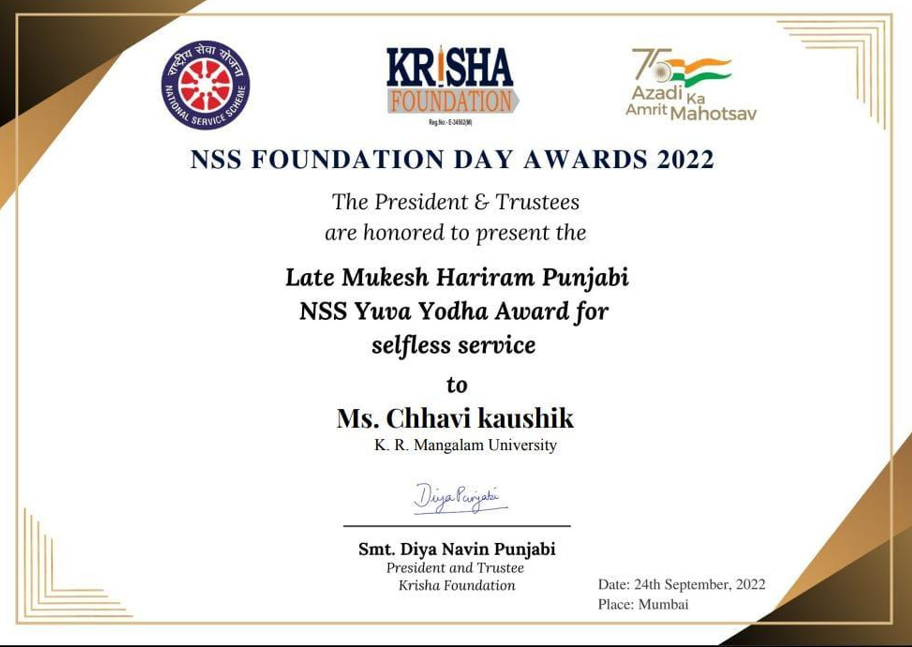 राष्ट्रीय सेवा योजना
NATIONAL SERVICE SCHEME
KRISHA
FOUNDATION
75
Azadi Ka
Amrit Mahotsav
NSS FOUNDATION DAY AWARDS 2022
The President & Trustees
are honored to present the
Late Mukesh Hariram Punjabi
NSS Yuva Yodha Award for
selfless service
to
Ms. Chhavi kaushik
K. R. Mangalam University
Diya Punjabi
Smt. Diya Navin Punjabi
President and Trustee
Krisha Foundation
Date: 24th September, 2022
Place: Mumbai